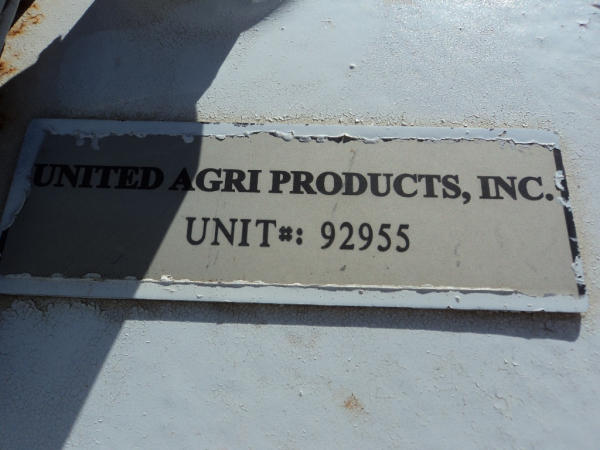 UNITED AGRI PRODUCTS, INC.
UNIT#: 92955